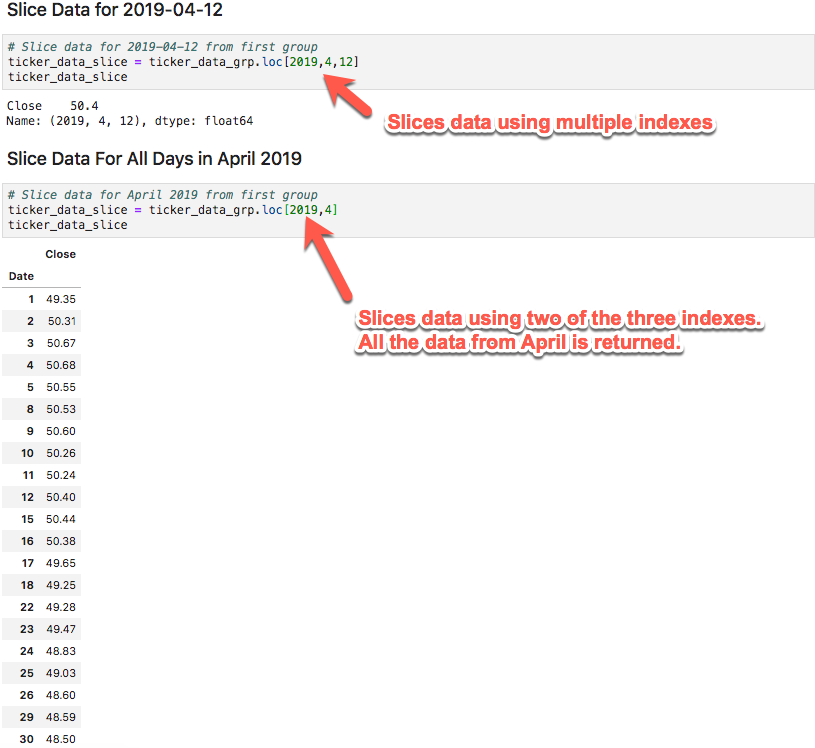 Slice Data for 2019-04-12
# Slice data for 2019-04-12 from first group
ticker_data_slice = ticker_data_grp.loc[2019,4,12]
ticker_data_slice
Close    50.4
Name: (2019, 4, 12), dtype: float64
Slices data using multiple indexes
Slice Data For All Days in April 2019
# Slice data for April 2019 from first group
ticker_data_slice = ticker_data_grp.loc[2019,4]
ticker_data_slice
Close
Date
1 49.35
2 50.31
3 50.67
4 50.68
5 50.55
8 50.53
9 50.60
10 50.26
11 50.24
12 50.40
15 50.44
16 50.38
17 49.65
18 49.25
22 49.28
23 49.47
24 48.83
25 49.03
26 48.60
29 48.59
30 48.50
Slices data using two of the three indexes.
All the data from April is returned.